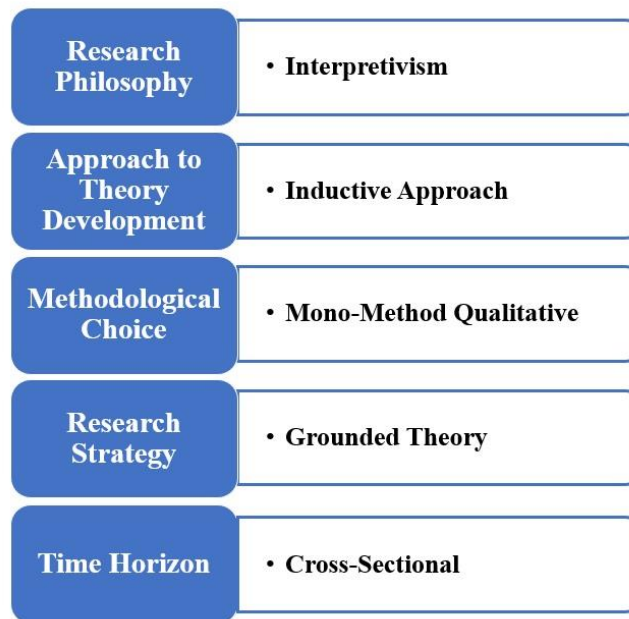 Research
Philosophy
• Interpretivism
Approach to
Theory
Development
• Inductive Approach
Methodological
Choice
• Mono-Method Qualitative
Research
Strategy
• Grounded Theory
Time Horizon
• Cross-Sectional